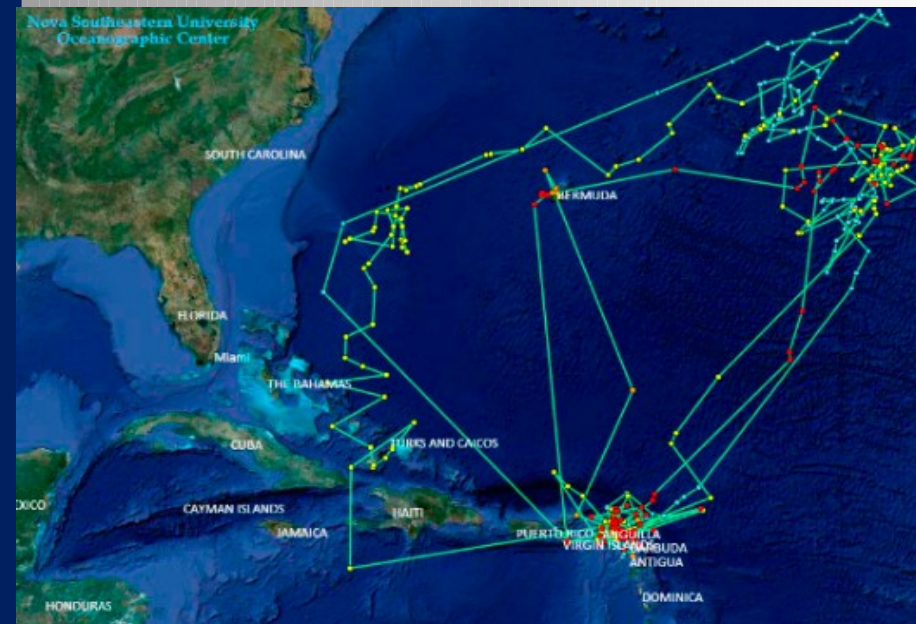 Nova Southeastern University
Oceanographic Center
SOUTH CAROLINA
BERMUDA
FLORIDA
Miami
THE BAHAMAS
CUBA
TURKS AND CAICOS
XICO
CAYMAN ISLANDS
HAITI
JAMAICA
PUERTO RICO
ANGUILLA
VIRGIN ISLANDS
BARBUDA
ANTIGUA
DOMINICA
HONDURAS